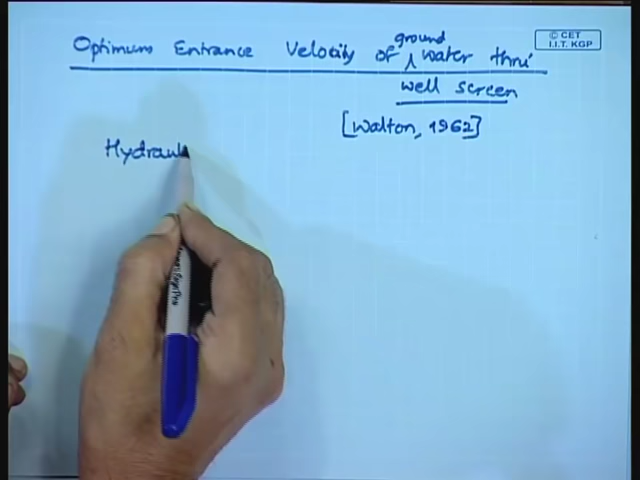 Optimum Entrance Velocity of ground water thru'
well screen
[Walton, 1962]
Hydraul
© CET
I.I.T. KGP